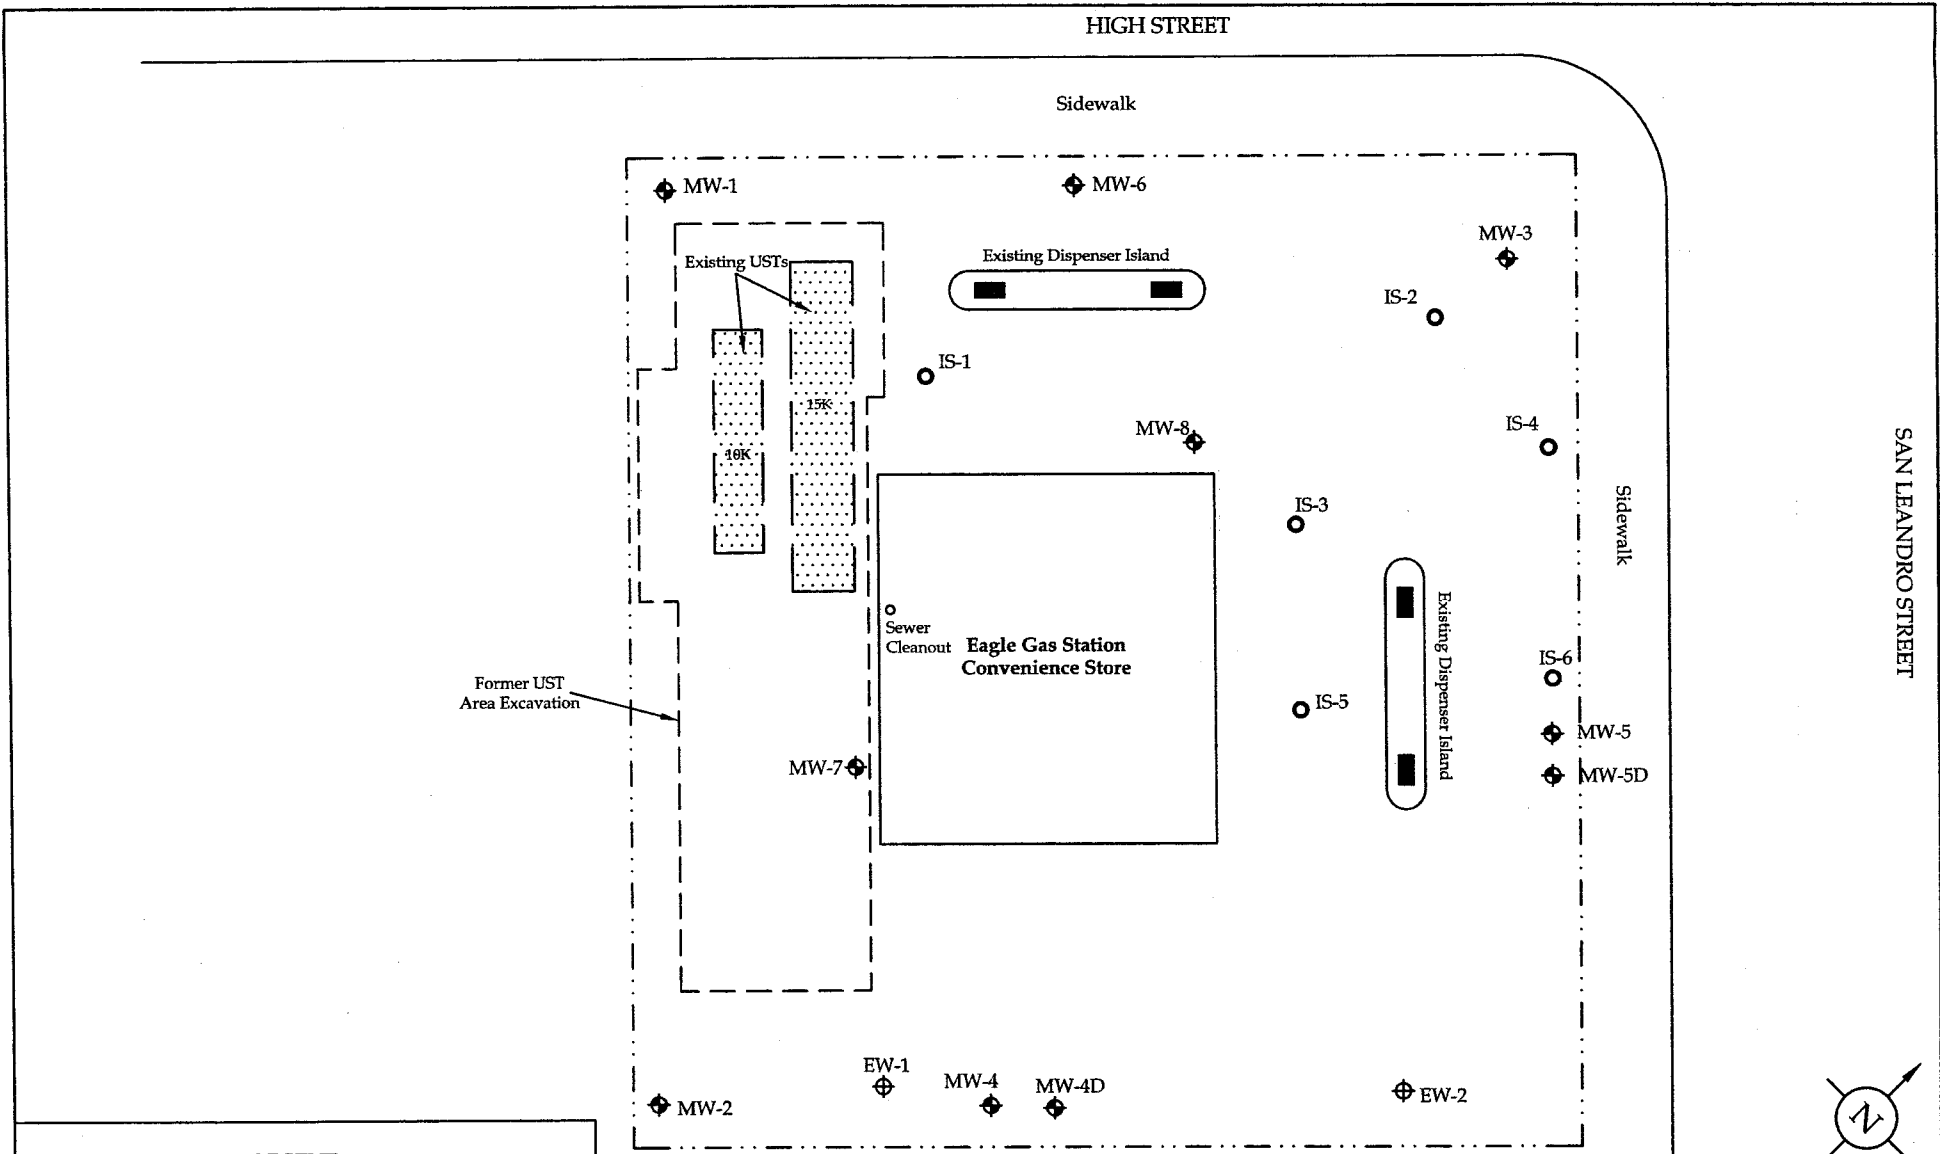 HIGH STREET
Sidewalk
MW-1
MW-6
MW-3
Existing USTs
Existing Dispenser Island
IS-2
IS-1
15K
MW-8
IS-4
10K
IS-3
Sidewalk
SAN LEANDRO STREET
Sewer
Cleanout
Eagle Gas Station
Convenience Store
Existing Dispenser Island
IS-6
Former UST
Area Excavation
IS-5
MW-5
MW-7
MW-5D
EW-1
MW-4
MW-4D
EW-2
MW-2
N